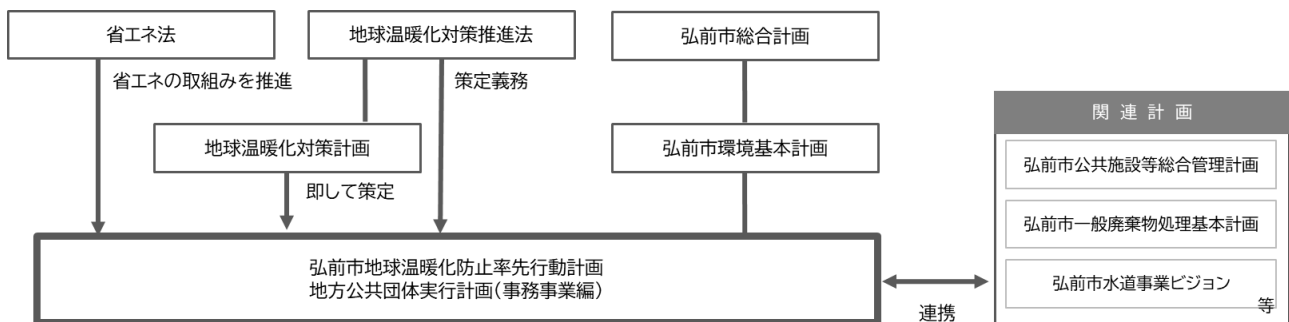 省エネ法
地球温暖化対策推進法
弘前市総合計画
省エネの取組みを推進
策定義務
関連計画
地球温暖化対策計画
弘前市環境基本計画
弘前市公共施設等総合管理計画
即して策定
弘前市一般廃棄物処理基本計画
弘前市地球温暖化防止率先行動計画
地方公共団体実行計画(事務事業編)
弘前市水道事業ビジョン
等
連携